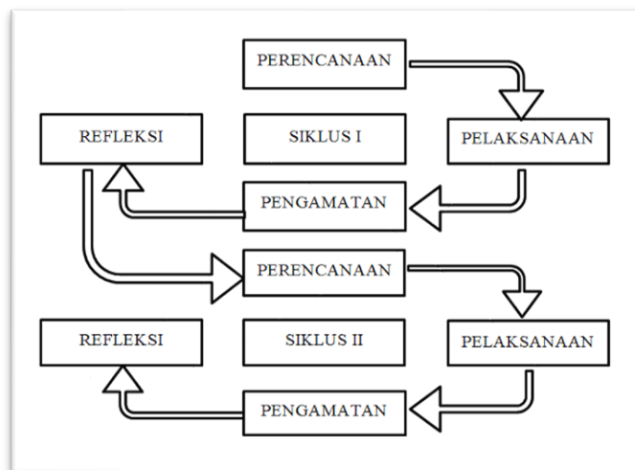 PERENCANAAN
REFLEKSI
SIKLUS I
PELAKSANAAN
PENGAMATAN
PERENCANAAN
REFLEKSI
SIKLUS II
PELAKSANAAN
PENGAMATAN